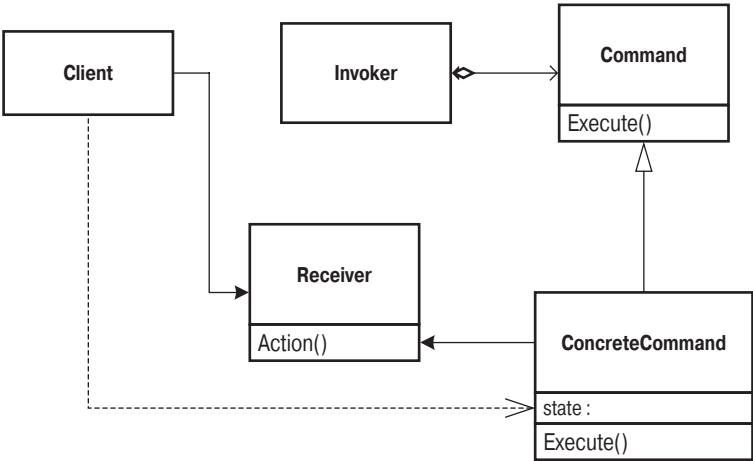 Client
Invoker
Command
Execute()
Receiver
Action()
ConcreteCommand
state :
Execute()